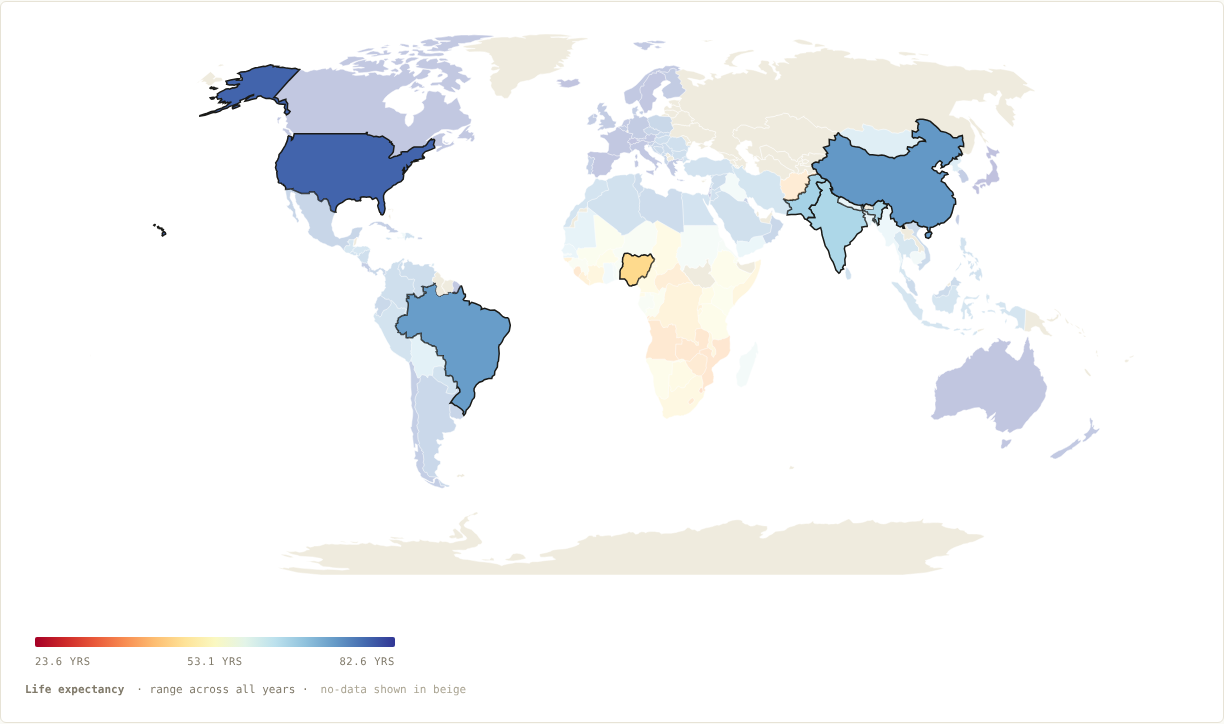 23.6 YRS 53.1 YRS 82.6 YRS
Life expectancy · range across all years · no-data shown in beige